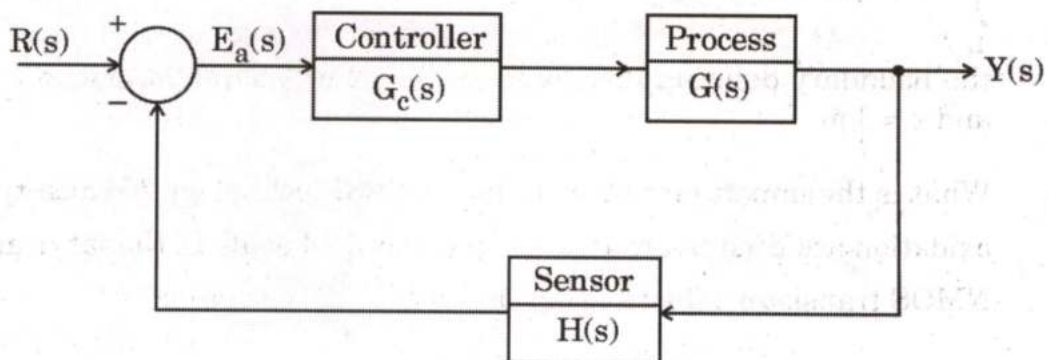 +
R(s)
E_a(s)
Controller
G_c(s)
Process
G(s)
Y(s)
−
Sensor
H(s)